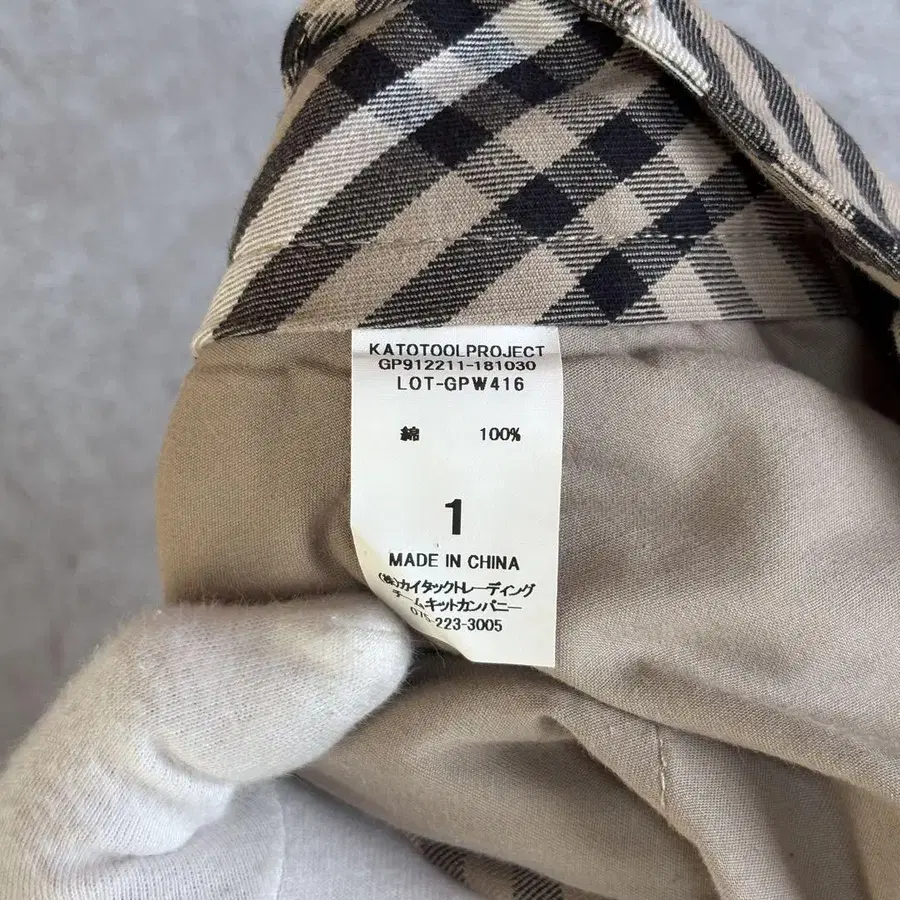 KATOTOOLPROJECT
GP912211-181030
LOT-GPW416
綿 100%
1
MADE IN CHINA
(株)カイタックトレーディング
チームキットカンパニー
075-223-3005